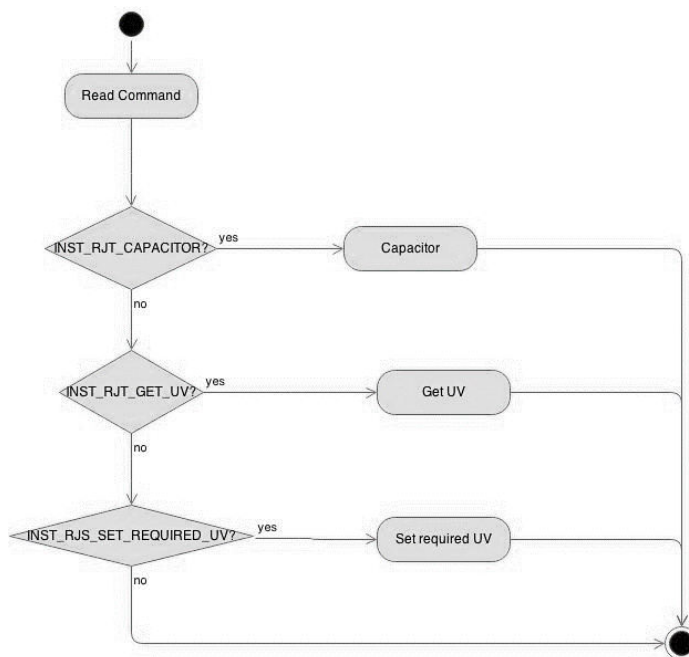 Read Command
INST_RJT_CAPACITOR?
yes
Capacitor
no
INST_RJT_GET_UV?
yes
Get UV
no
INST_RJS_SET_REQUIRED_UV?
yes
Set required UV
no